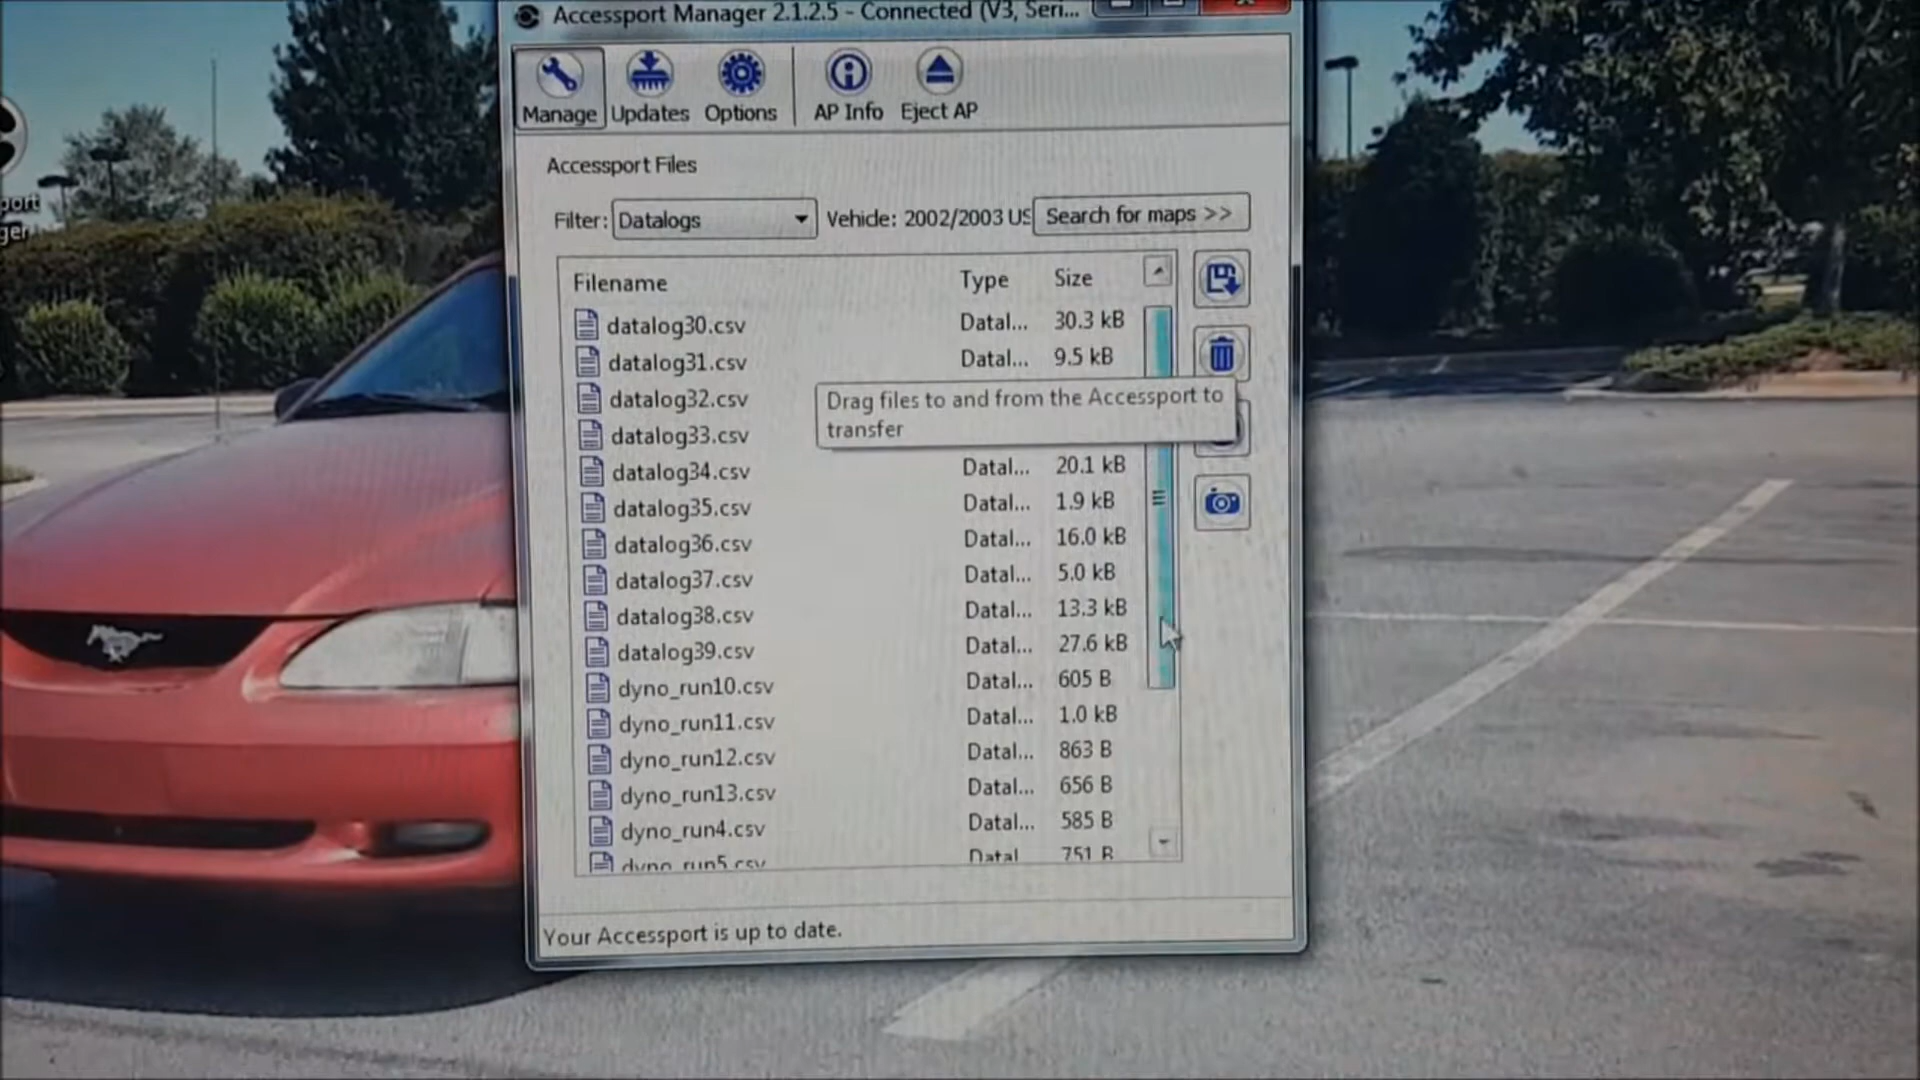 Accessport Manager 2.1.2.5 - Connected (V3, Seri...
Manage Updates Options AP Info Eject AP
port
ger
Accessport Files
Filter: Datalogs Vehicle: 2002/2003 US Search for maps >>
Filename Type Size
datalog30.csv Datal... 30.3 kB
datalog31.csv Datal... 9.5 kB
datalog32.csv
Drag files to and from the Accessport to
transfer
datalog33.csv
datalog34.csv Datal... 20.1 kB
datalog35.csv Datal... 1.9 kB
datalog36.csv Datal... 16.0 kB
datalog37.csv Datal... 5.0 kB
datalog38.csv Datal... 13.3 kB
datalog39.csv Datal... 27.6 kB
dyno_run10.csv Datal... 605 B
dyno_run11.csv Datal... 1.0 kB
dyno_run12.csv Datal... 863 B
dyno_run13.csv Datal... 656 B
dyno_run4.csv Datal... 585 B
dyno_run5.csv Datal 751 B
Your Accessport is up to date.